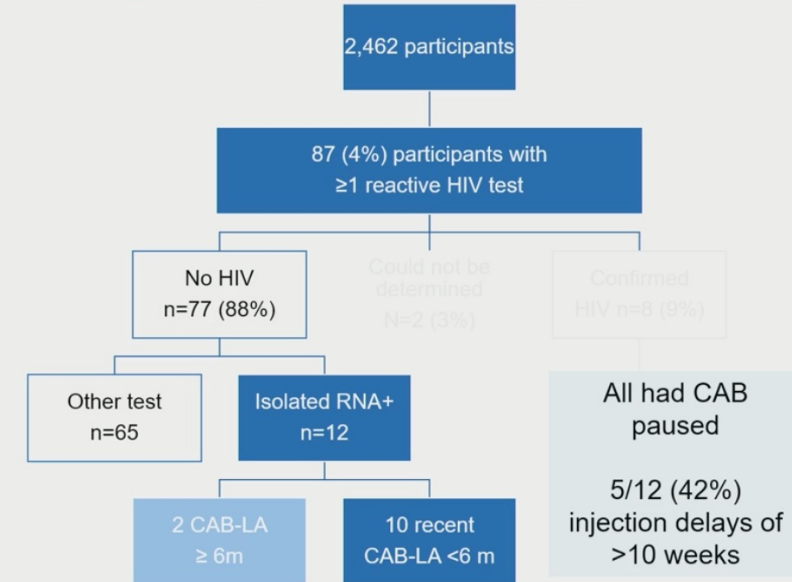 2,462 participants
87 (4%) participants with
≥1 reactive HIV test
No HIV
n=77 (88%)
Could not be
determined
N=2 (3%)
Confirmed
HIV n=8 (9%)
Other test
n=65
Isolated RNA+
n=12
All had CAB
paused
5/12 (42%)
injection delays of
>10 weeks
2 CAB-LA
≥ 6m
10 recent
CAB-LA <6 m